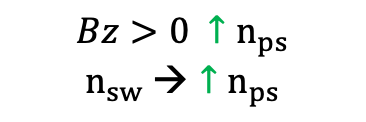 Bz > 0 ↑ nps
nsw → ↑ nps